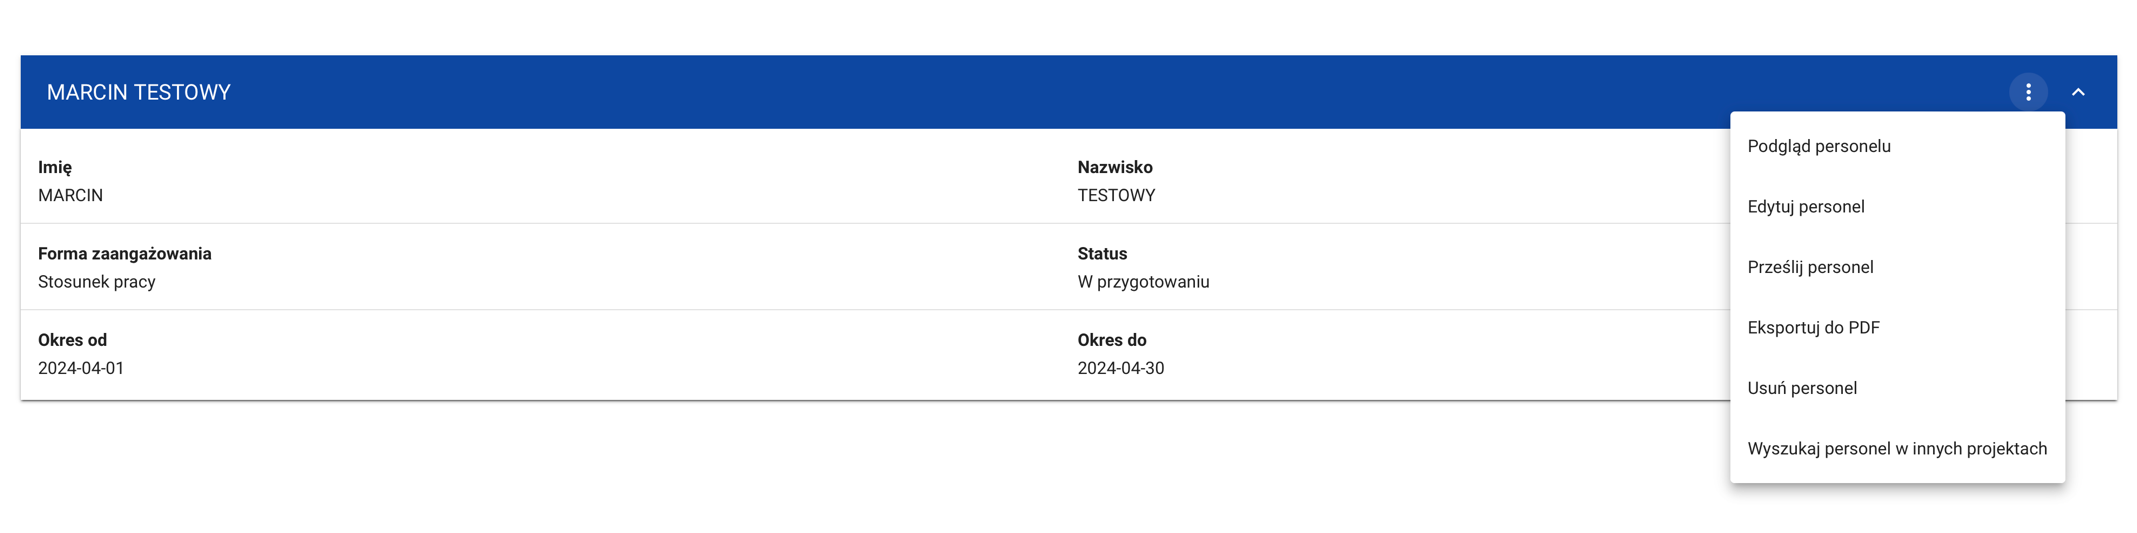 MARCIN TESTOWY
Imię
MARCIN
Nazwisko
TESTOWY
Forma zaangażowania
Stosunek pracy
Status
W przygotowaniu
Okres od
2024-04-01
Okres do
2024-04-30
Podgląd personelu
Edytuj personel
Prześlij personel
Eksportuj do PDF
Usuń personel
Wyszukaj personel w innych projektach